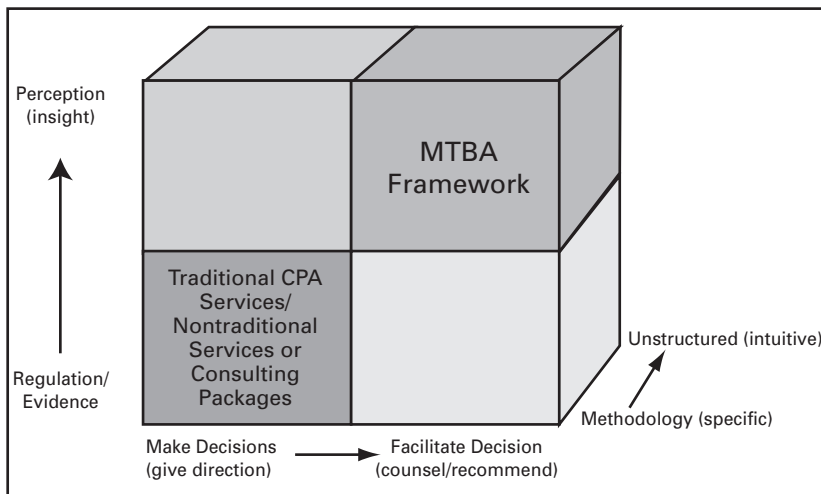 Perception
(insight)
MTBA
Framework
Traditional CPA
Services/
Nontraditional
Services or
Consulting
Packages
Regulation/
Evidence
Unstructured (intuitive)
Methodology (specific)
Make Decisions
(give direction)
Facilitate Decision
(counsel/recommend)